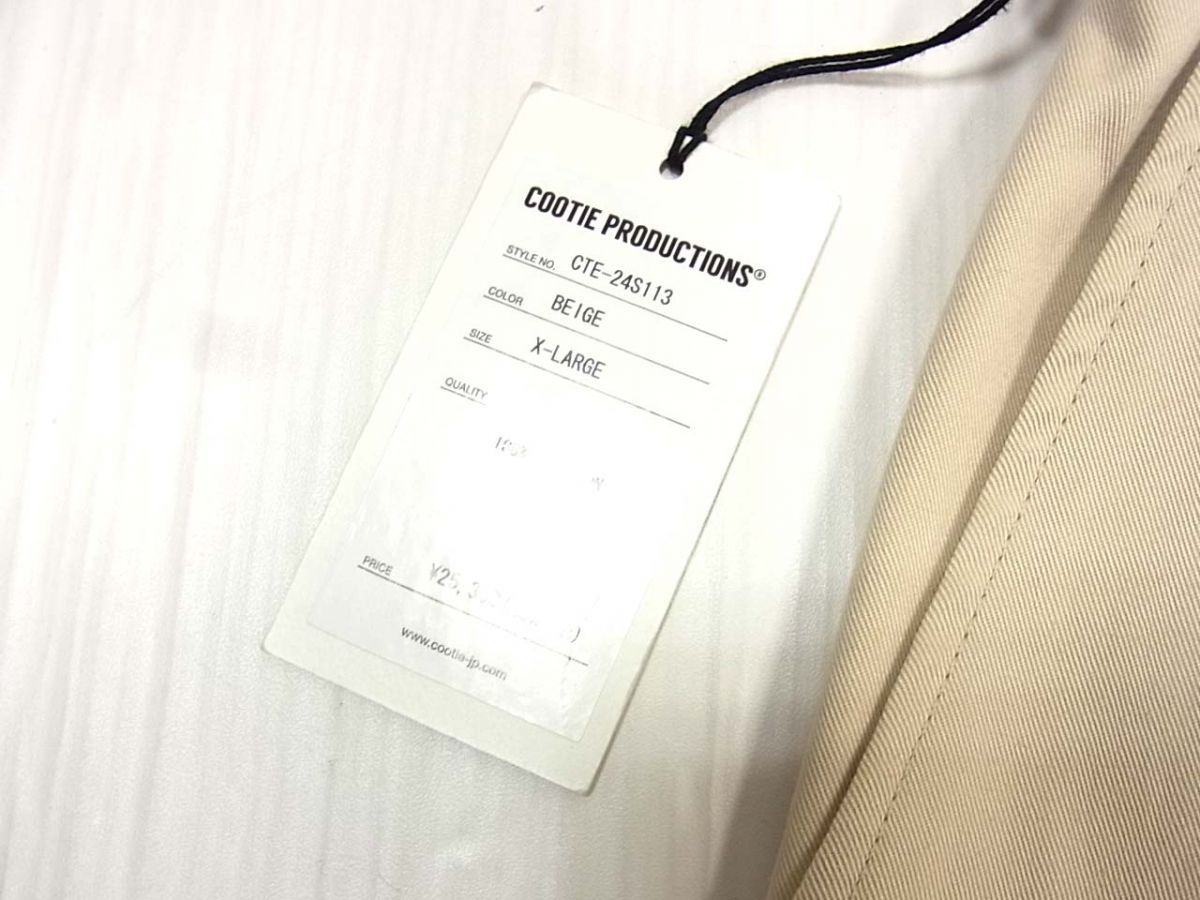 COOTIE PRODUCTIONS®
STYLE NO. CTE-24S113
COLOR BEIGE
SIZE X-LARGE
QUALITY
PRICE
www.cootie-jp.com